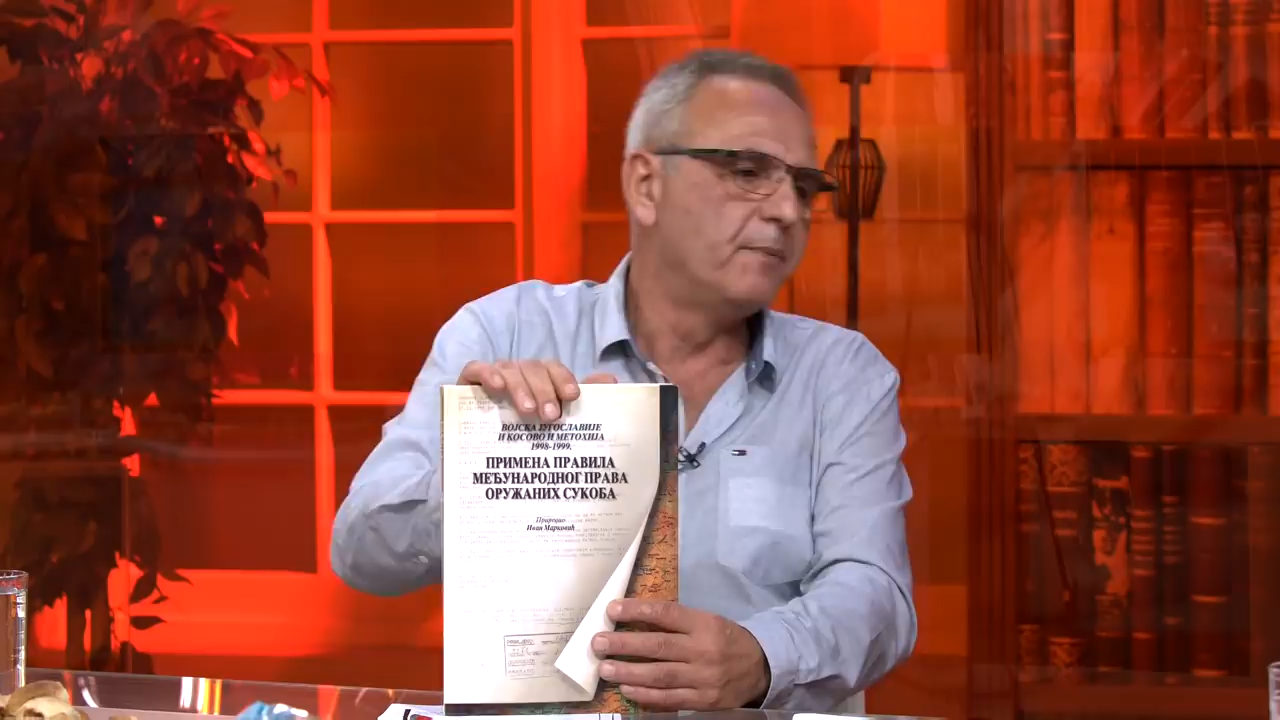 ВОЈСКА ЈУГОСЛАВИЈЕ
И КОСОВО И МЕТОХИЈА
1998-1999.
ПРИМЕНА ПРАВИЛА
МЕЂУНАРОДНОГ ПРАВА
ОРУЖАНИХ СУКОБА
Приредио
Иван Марковић